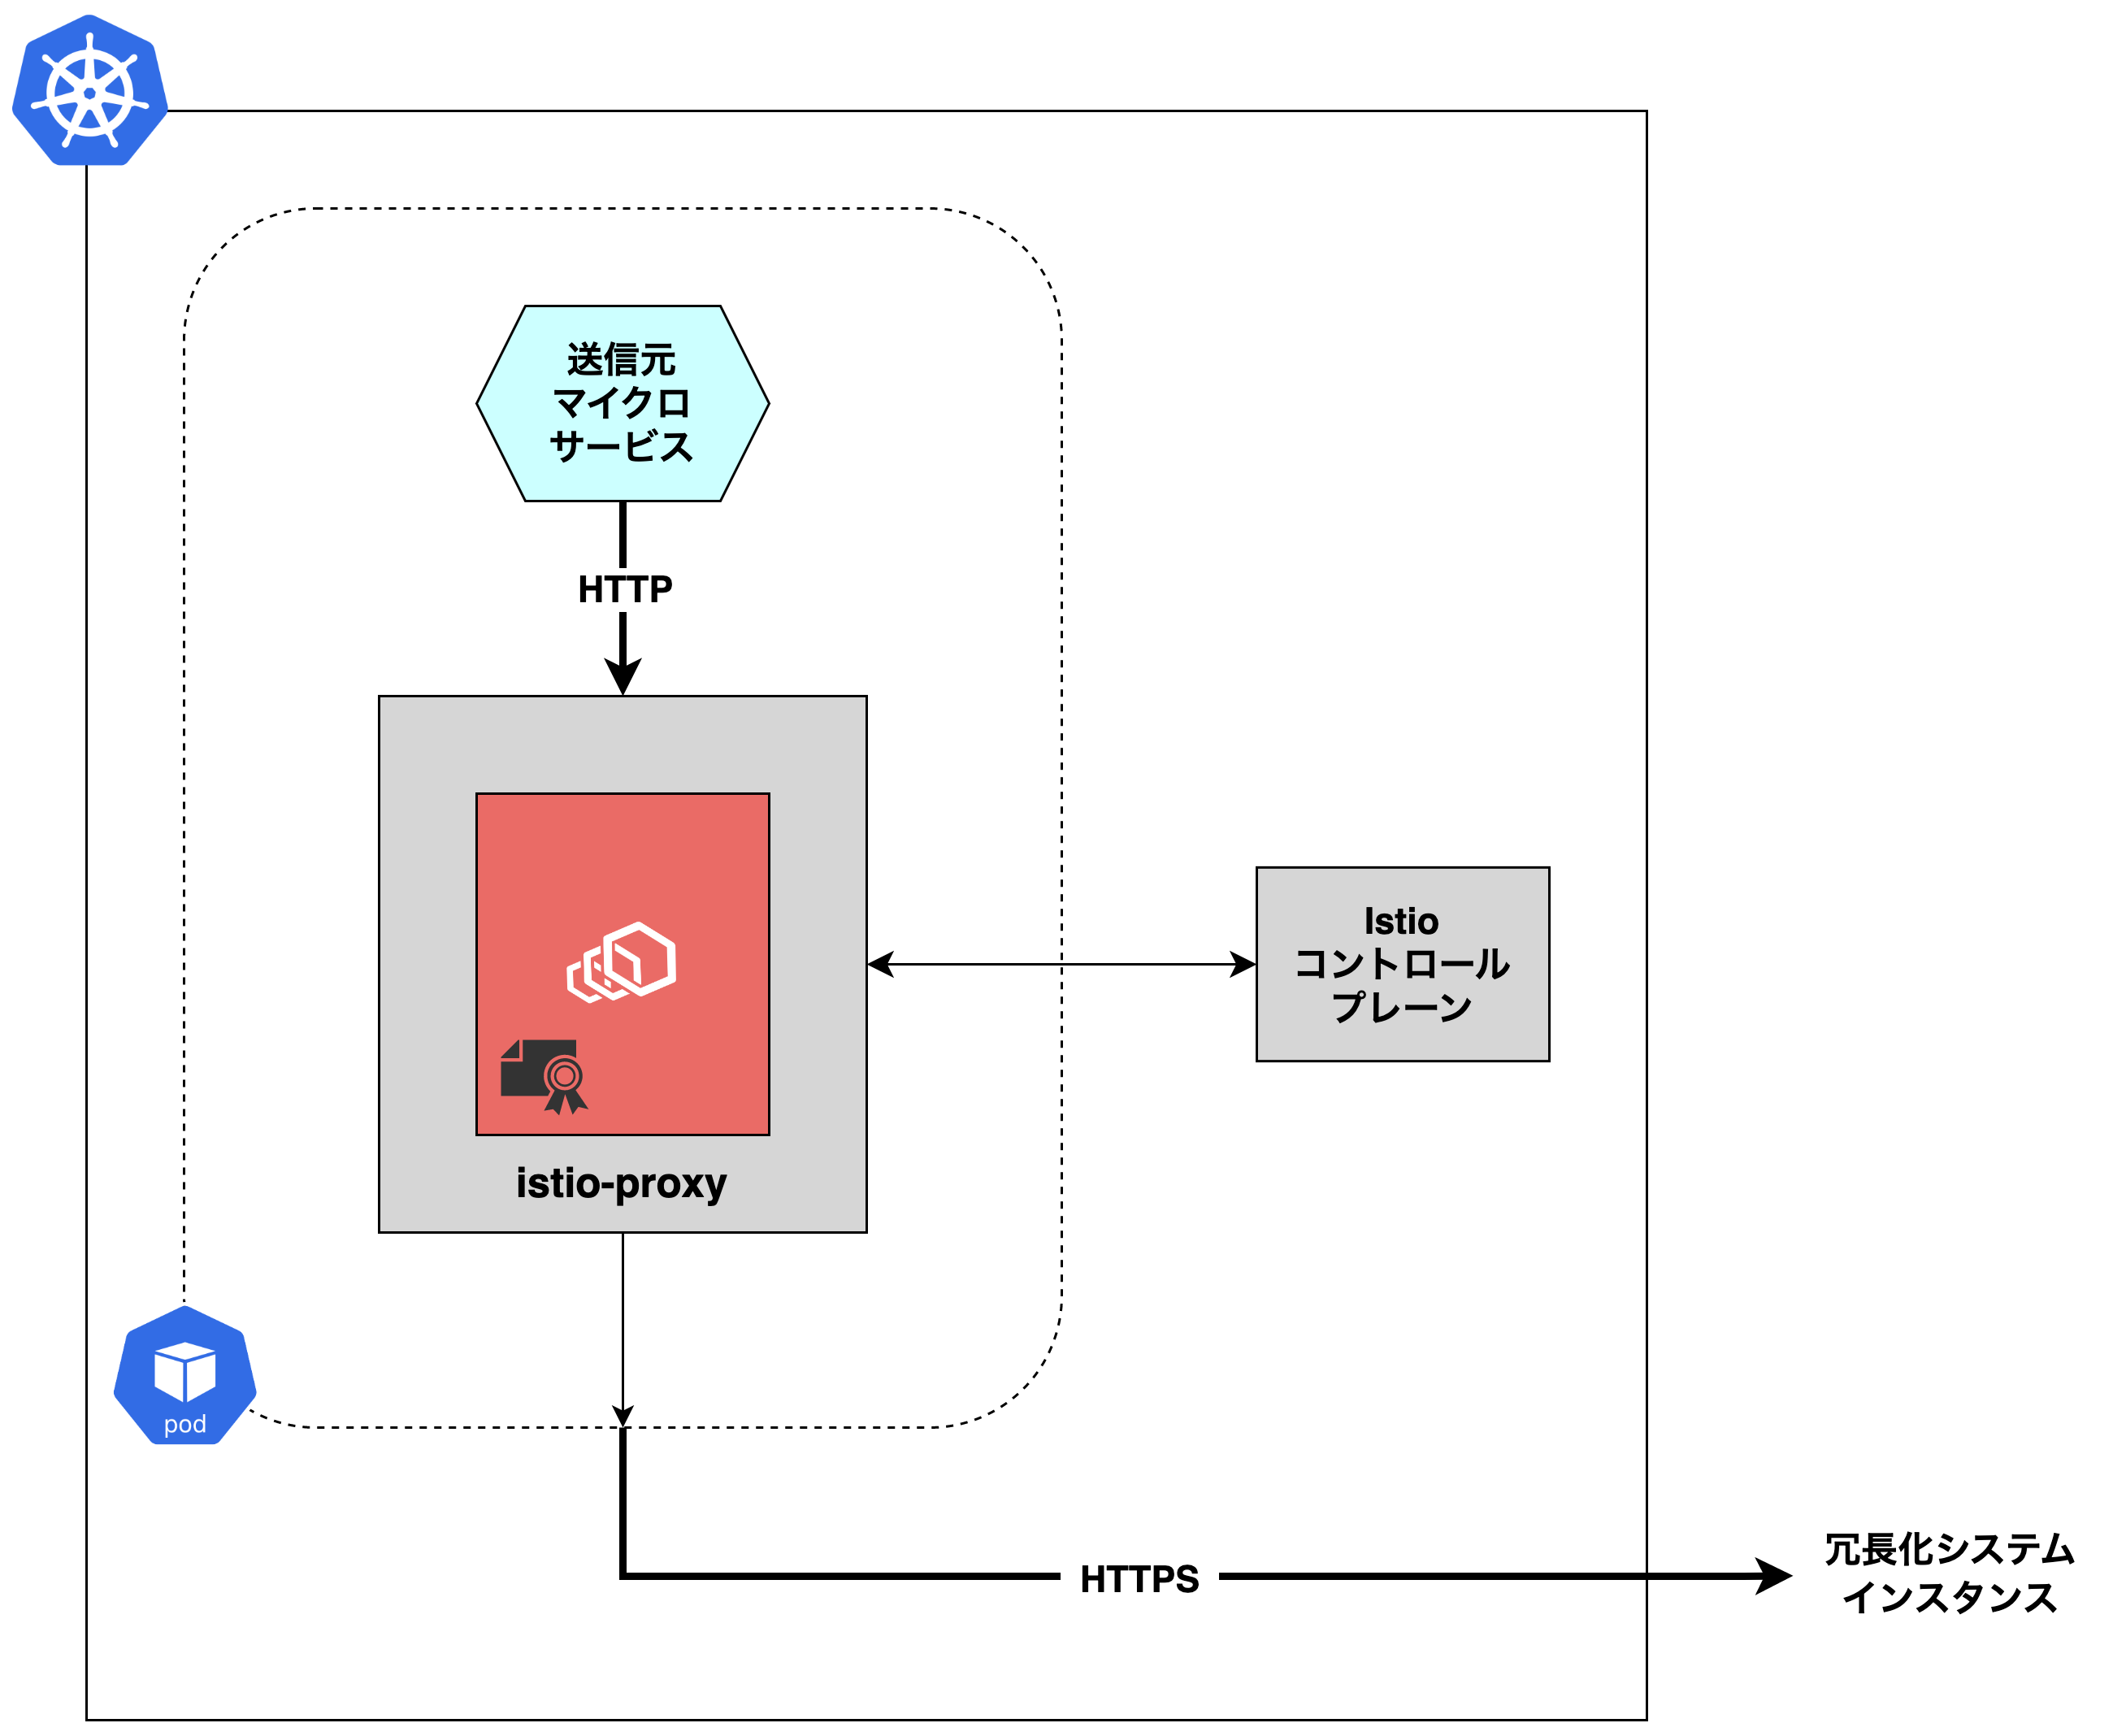 送信元
マイクロ
サービス
HTTP
Istio
コントロール
プレーン
istio-proxy
pod
HTTPS
冗長化システム
インスタンス